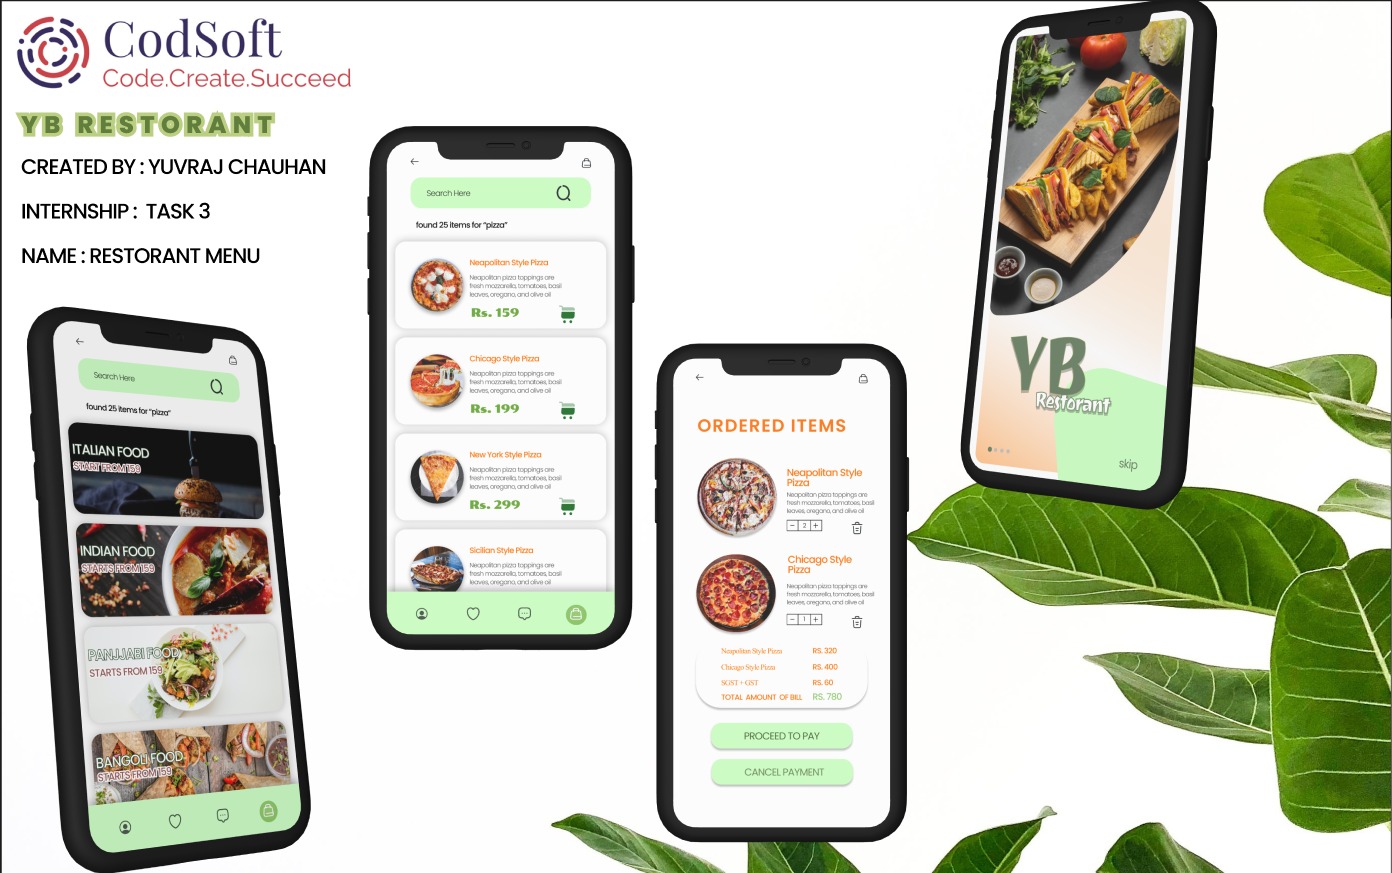 CodSoft
Code.Create.Succeed
YB RESTORANT
CREATED BY : YUVRAJ CHAUHAN
INTERNSHIP : TASK 3
NAME : RESTORANT MENU
Search Here
found 25 items for "pizza"
ITALIAN FOOD
START FROM 159
INDIAN FOOD
STARTS FROM 159
PANJJABI FOOD
STARTS FROM 159
BANGOLI FOOD
STARTS FROM 159
Search Here
found 25 items for "pizza"
Neapolitan Style Pizza
Neapolitan pizza toppings are
fresh mozzarella, tomatoes, basil
leaves, oregano, and olive oil
Rs. 159
Chicago Style Pizza
Neapolitan pizza toppings are
fresh mozzarella, tomatoes, basil
leaves, oregano, and olive oil
Rs. 199
New York Style Pizza
Neapolitan pizza toppings are
fresh mozzarella, tomatoes, basil
leaves, oregano, and olive oil
Rs. 299
Sicilian Style Pizza
Neapolitan pizza toppings are
fresh mozzarella, tomatoes, basil
ORDERED ITEMS
Neapolitan Style
Pizza
Neapolitan pizza toppings are
fresh mozzarella, tomatoes, basil
leaves, oregano, and olive oil
- 2 +
Chicago Style
Pizza
Neapolitan pizza toppings are
fresh mozzarella, tomatoes, basil
leaves, oregano, and olive oil
- 1 +
Neapolitan Style Pizza RS. 320
Chicago Style Pizza RS. 400
SGST + GST RS. 60
TOTAL AMOUNT OF BILL RS. 780
PROCEED TO PAY
CANCEL PAYMENT
YB
Restorant
skip